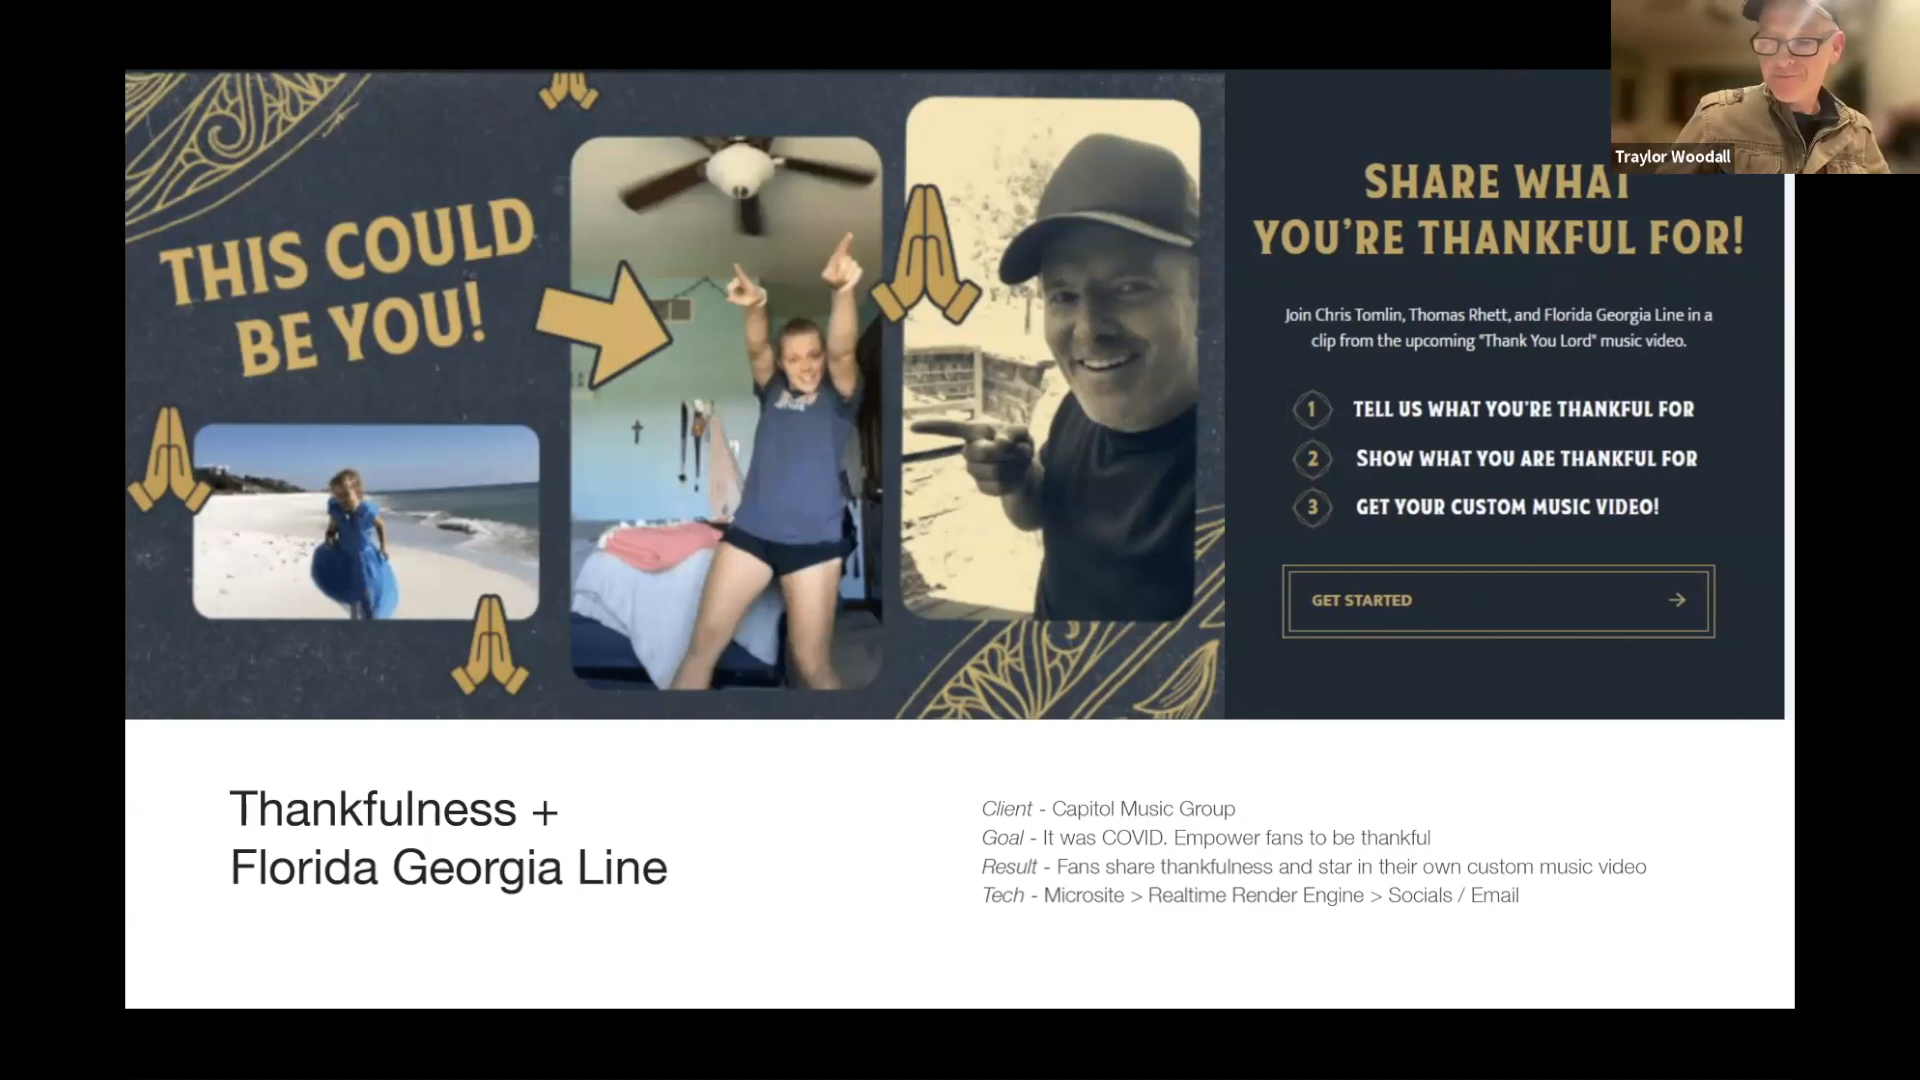 THIS COULD
BE YOU!
SHARE WHAT
YOU'RE THANKFUL FOR!
Join Chris Tomlin, Thomas Rhett, and Florida Georgia Line in a
clip from the upcoming "Thank You Lord" music video.
1 TELL US WHAT YOU'RE THANKFUL FOR
2 SHOW WHAT YOU ARE THANKFUL FOR
3 GET YOUR CUSTOM MUSIC VIDEO!
GET STARTED →
Traylor Woodall
Thankfulness +
Florida Georgia Line
Client - Capitol Music Group
Goal - It was COVID. Empower fans to be thankful
Result - Fans share thankfulness and star in their own custom music video
Tech - Microsite > Realtime Render Engine > Socials / Email